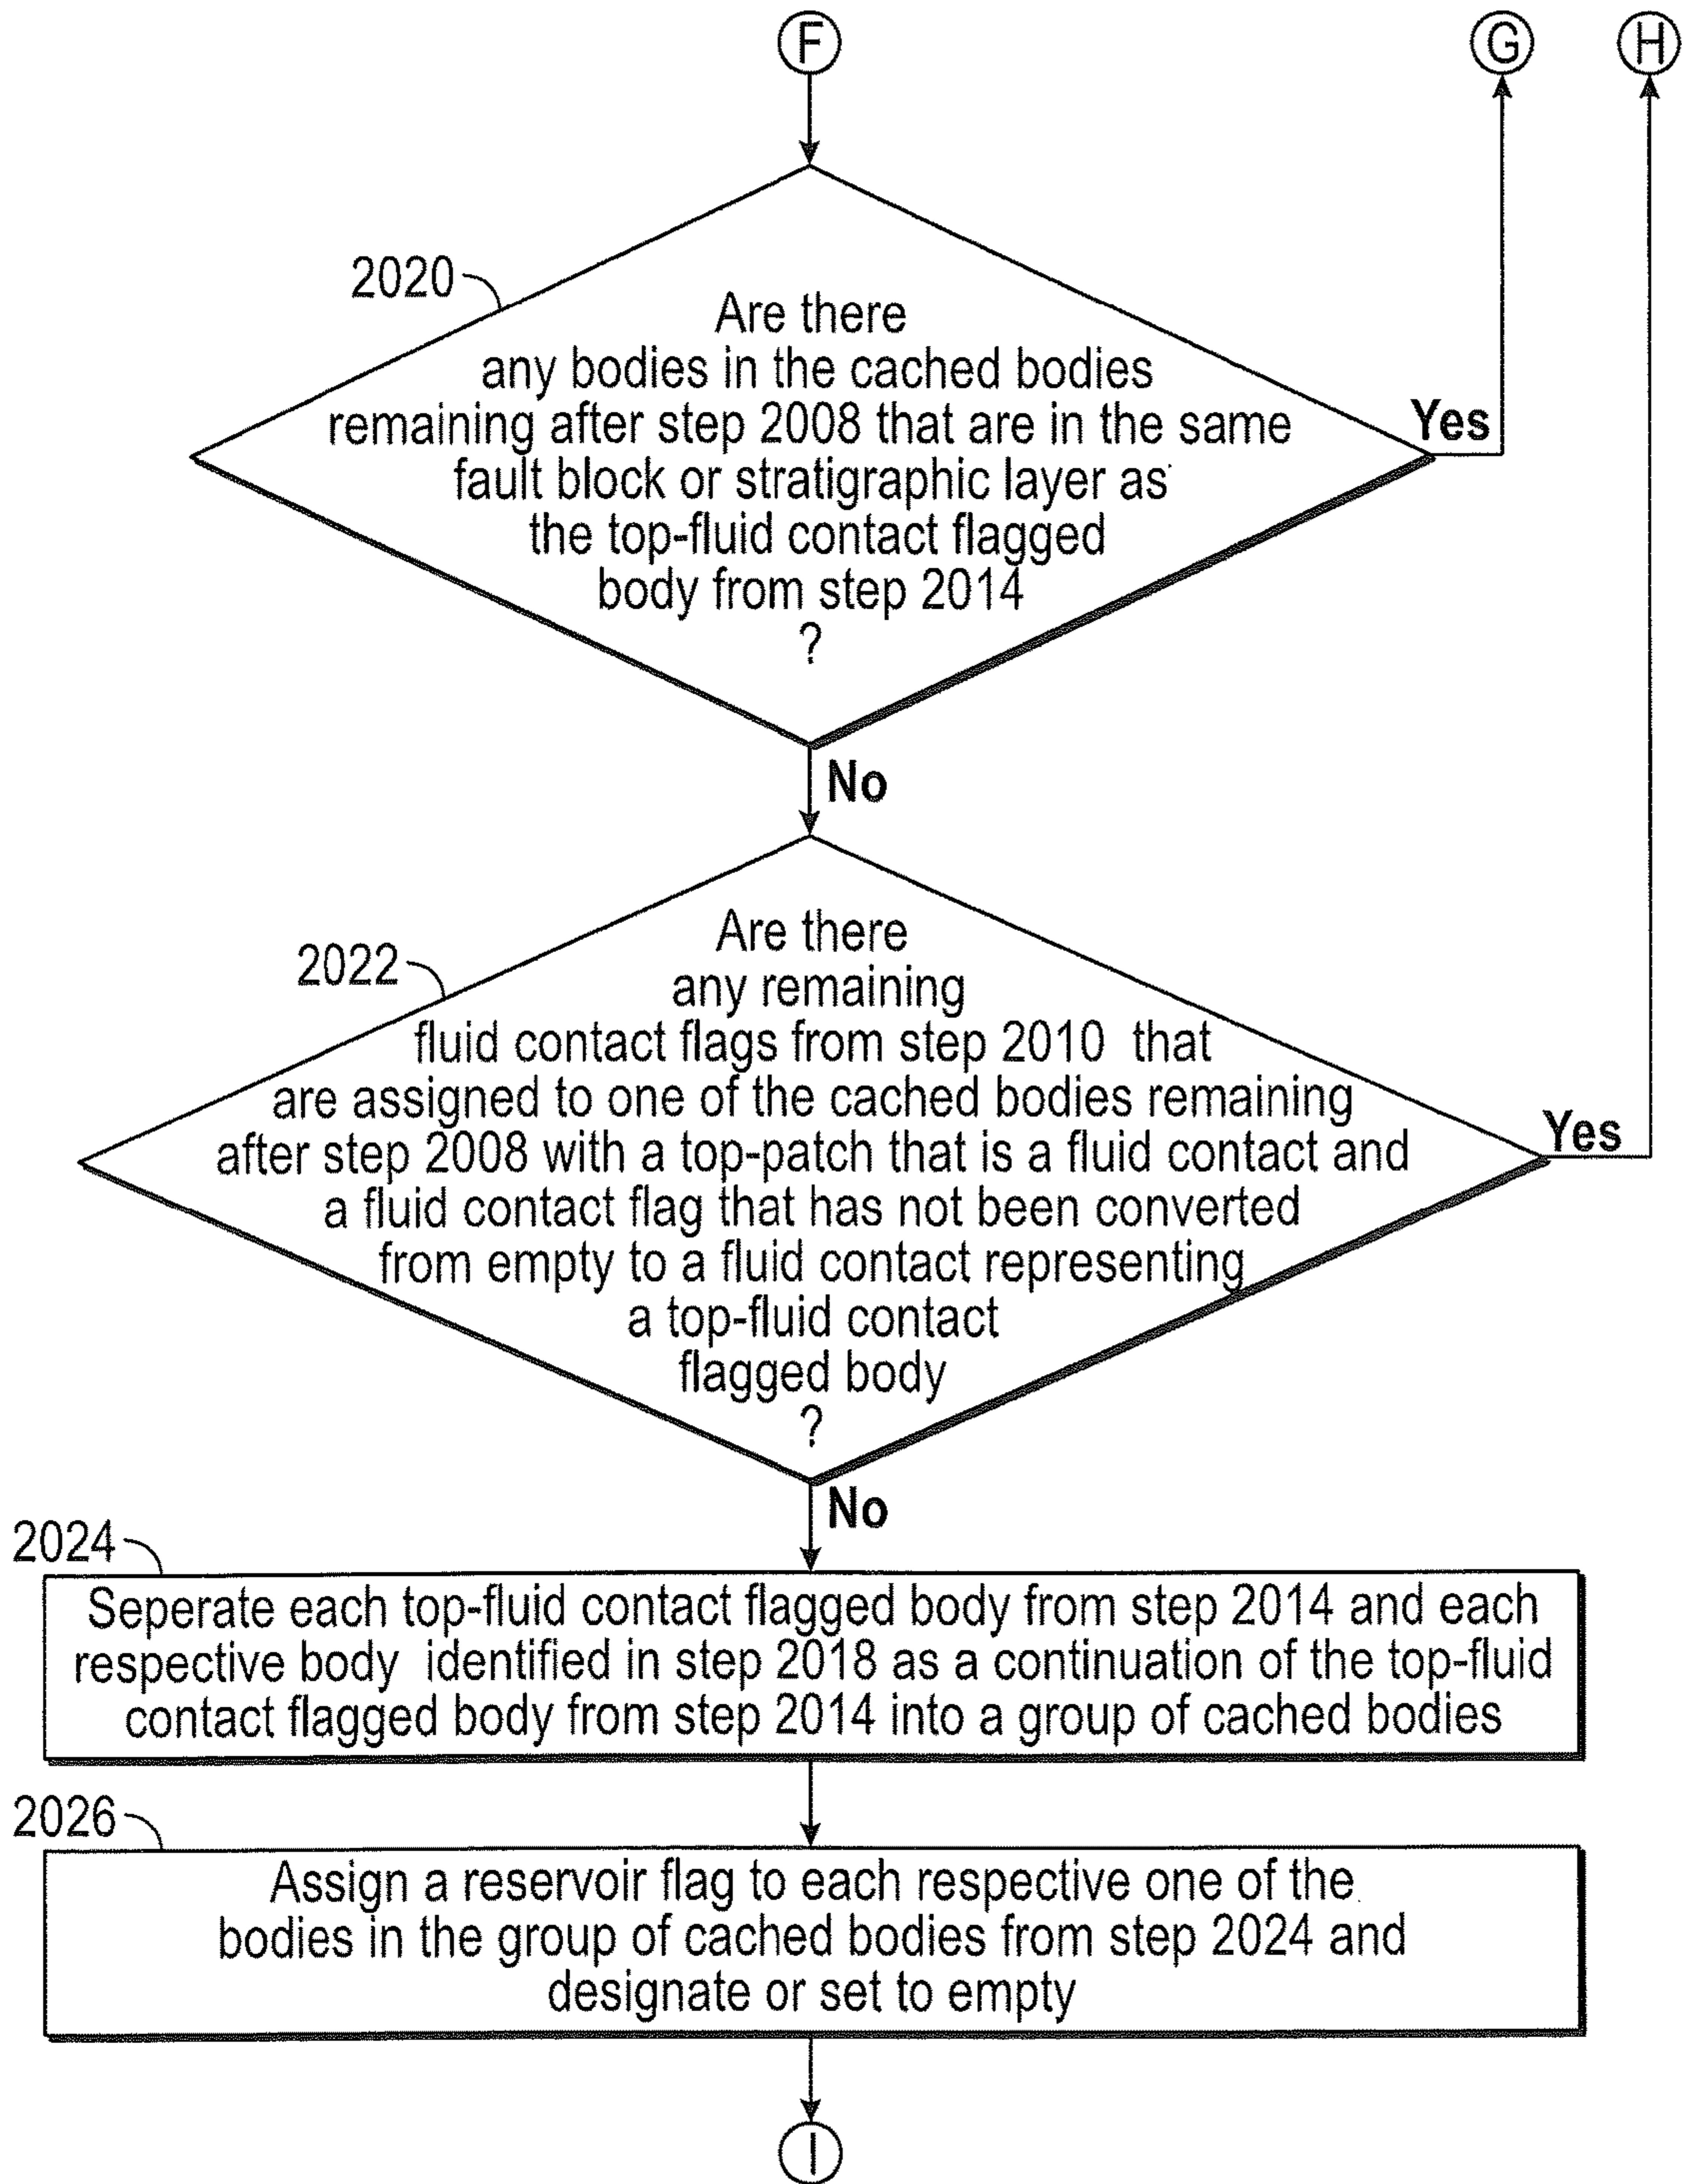 F
G
H
2020
Are there
any bodies in the cached bodies
remaining after step 2008 that are in the same
fault block or stratigraphic layer as
the top-fluid contact flagged
body from step 2014
?
Yes
No
2022
Are there
any remaining
fluid contact flags from step 2010 that
are assigned to one of the cached bodies remaining
after step 2008 with a top-patch that is a fluid contact and
a fluid contact flag that has not been converted
from empty to a fluid contact representing
a top-fluid contact
flagged body
?
Yes
No
2024
Seperate each top-fluid contact flagged body from step 2014 and each
respective body identified in step 2018 as a continuation of the top-fluid
contact flagged body from step 2014 into a group of cached bodies
2026
Assign a reservoir flag to each respective one of the
bodies in the group of cached bodies from step 2024 and
designate or set to empty
I